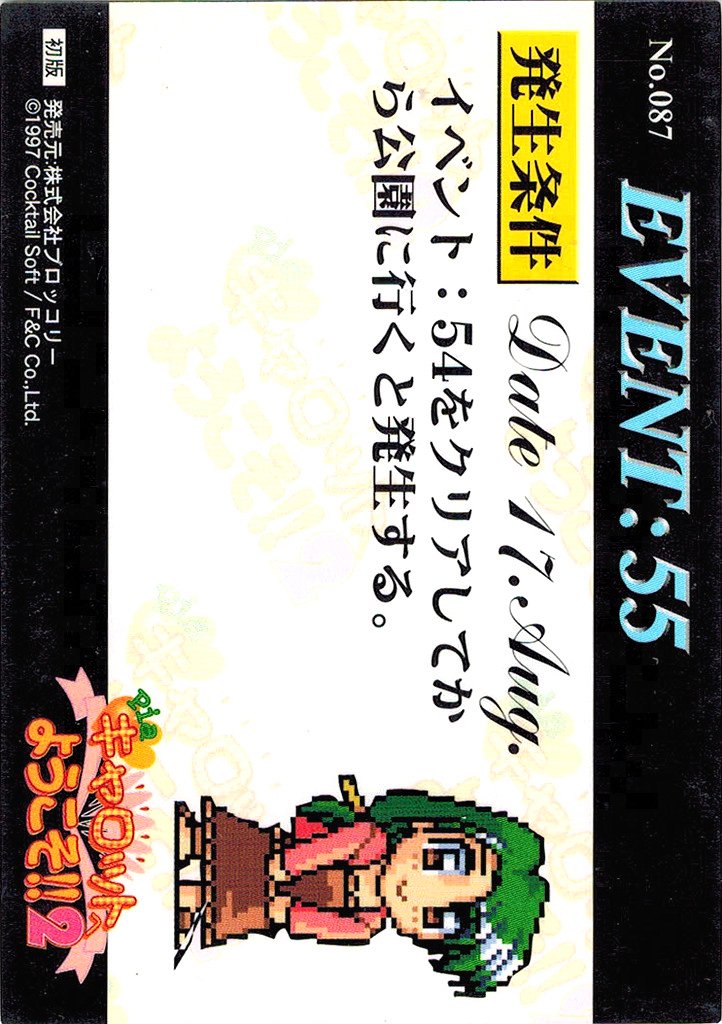 No.087
EVENT:55
発生条件
Date 17.Aug.
イベント:54をクリアしてか
ら公園に行くと発生する。
初版
発売元:株式会社ブロッコリー
©1997 Cocktail Soft / F&C Co.,Ltd.
Pia
キャロットへ
ようこそ!!2